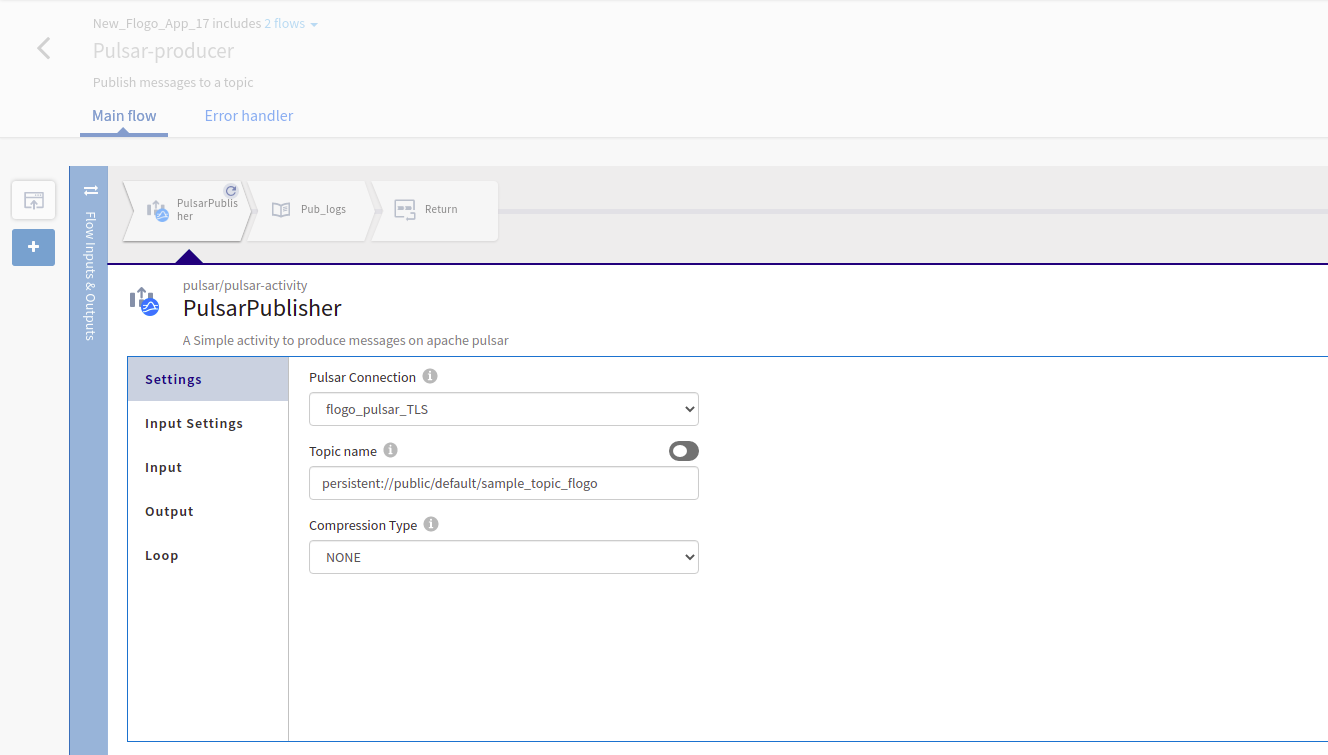 New_Flogo_App_17 includes 2 flows
Pulsar-producer
Publish messages to a topic
Main flow
Error handler
Flow Inputs & Outputs
PulsarPublis
her
Pub_logs
Return
pulsar/pulsar-activity
PulsarPublisher
A Simple activity to produce messages on apache pulsar
Settings
Input Settings
Input
Output
Loop
Pulsar Connection
flogo_pulsar_TLS
Topic name
persistent://public/default/sample_topic_flogo
Compression Type
NONE